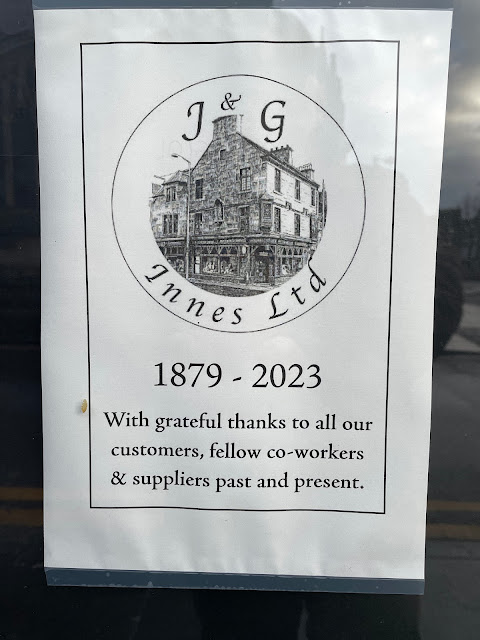 J & G
Innes Ltd
1879 - 2023
With grateful thanks to all our
customers, fellow co-workers
& suppliers past and present.